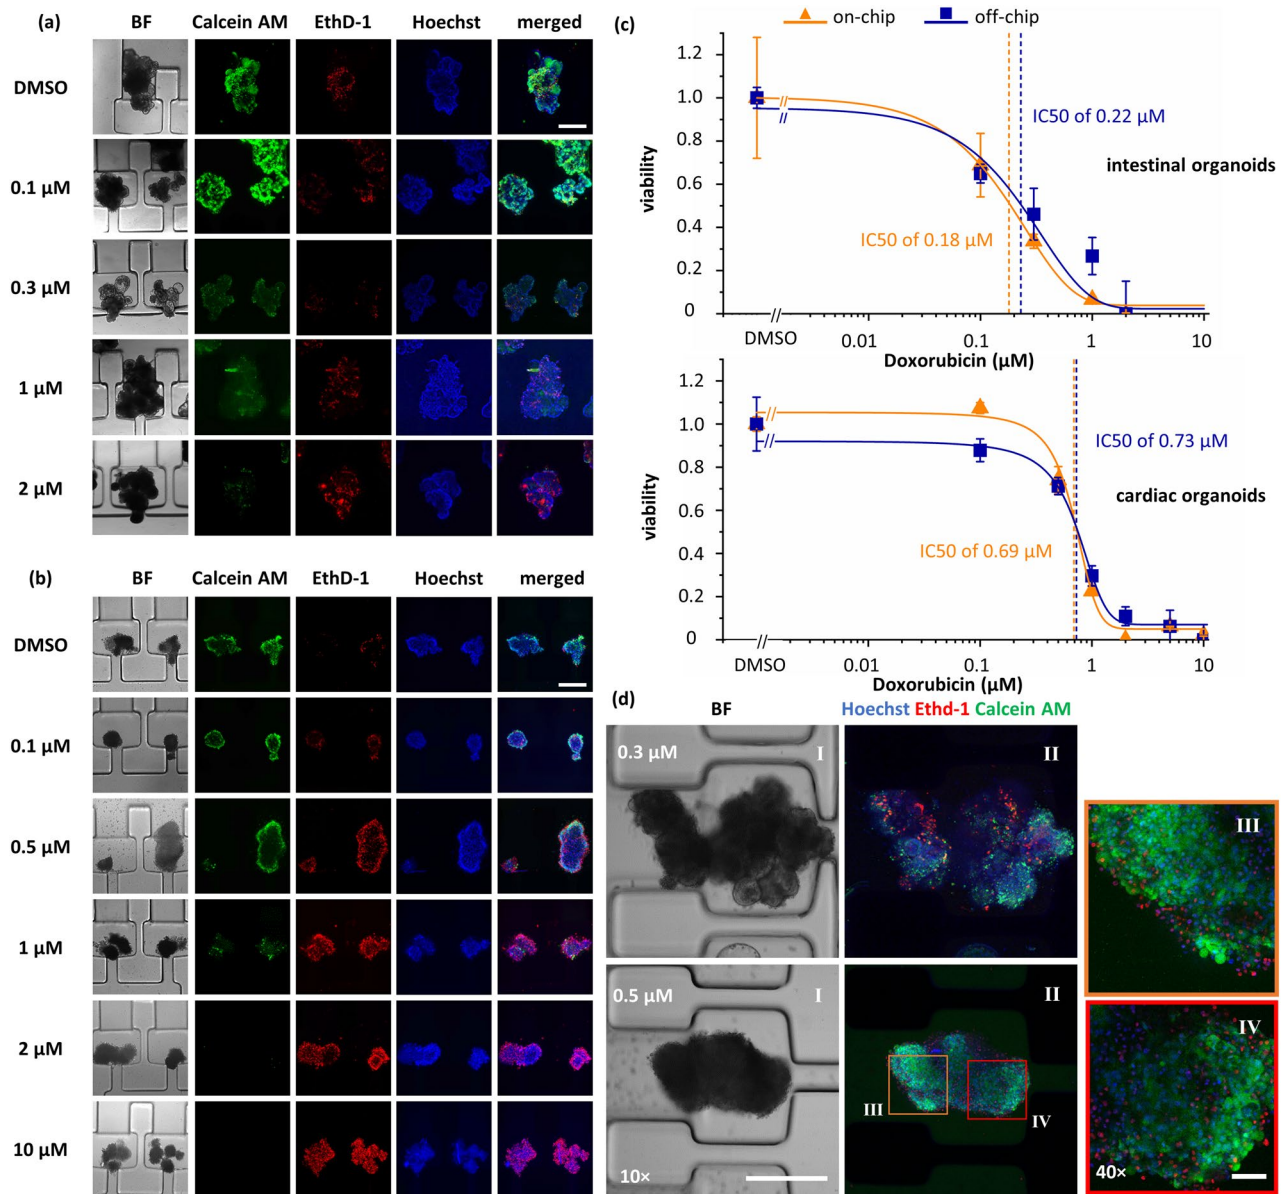 (a)
BF Calcein AM EthD-1 Hoechst merged
DMSO
0.1 µM
0.3 µM
1 µM
2 µM
(b)
BF Calcein AM EthD-1 Hoechst merged
DMSO
0.1 µM
0.5 µM
1 µM
2 µM
10 µM
(c)
on-chip off-chip
viability
1.2
1.0
0.8
0.6
0.4
0.2
0
IC50 of 0.22 µM
intestinal organoids
IC50 of 0.18 µM
DMSO 0.01 0.1 1 10
Doxorubicin (µM)
viability
1.2
1.0
0.8
0.6
0.4
0.2
0
IC50 of 0.73 µM
cardiac organoids
IC50 of 0.69 µM
DMSO 0.01 0.1 1 10
Doxorubicin (µM)
(d)
BF Hoechst Ethd-1 Calcein AM
0.3 µM I II
III
0.5 µM I II
III IV
10×
IV
40×